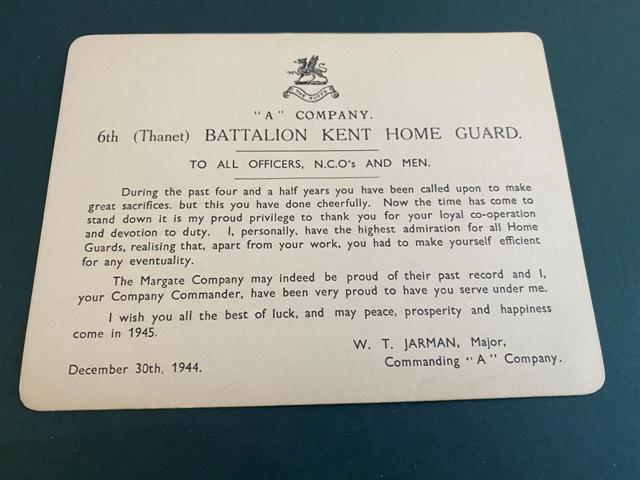 THE BUFFS
"A" COMPANY.
6th (Thanet) BATTALION KENT HOME GUARD.
TO ALL OFFICERS, N.C.O's AND MEN.
During the past four and a half years you have been called upon to make
great sacrifices. but this you have done cheerfully. Now the time has come to
stand down it is my proud privilege to thank you for your loyal co-operation
and devotion to duty. I, personally, have the highest admiration for all Home
Guards, realising that, apart from your work, you had to make yourself efficient
for any eventuality.
The Margate Company may indeed be proud of their past record and I,
your Company Commander, have been very proud to have you serve under me.
I wish you all the best of luck, and may peace, prosperity and happiness
come in 1945.
W. T. JARMAN, Major,
Commanding "A" Company.
December 30th, 1944.